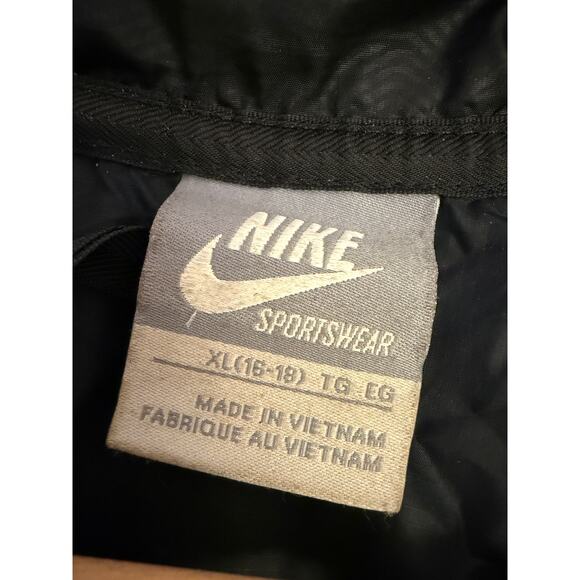 NIKE
SPORTSWEAR
XL(16-18) TG EG
MADE IN VIETNAM
FABRIQUE AU VIETNAM